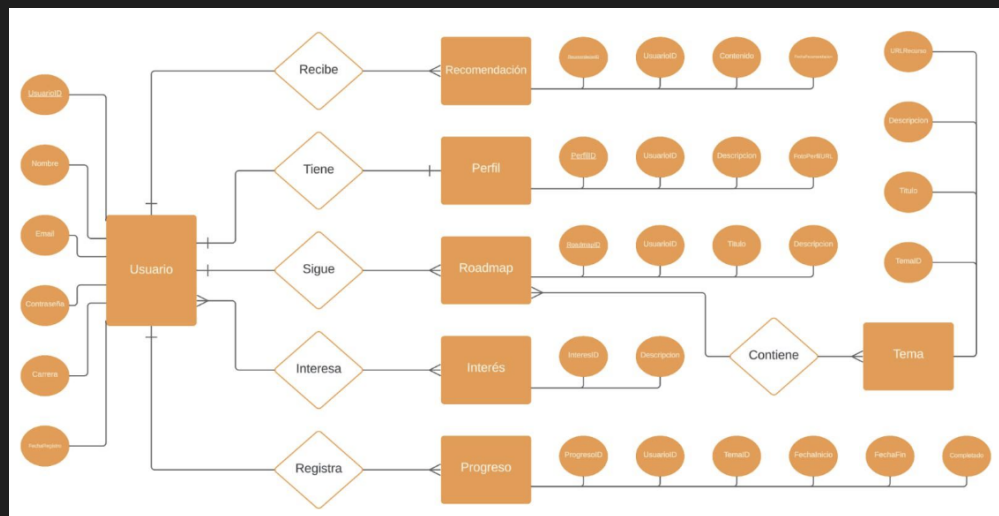 Recibe
Recomendación
RecomendacionID
UsuarioID
Contenido
URLRecurso
UsuarioID
Nombre
Tiene
Perfil
PerfilID
UsuarioID
Descripcion
FotoPerfilURL
Descripcion
Titulo
Email
Usuario
Sigue
Roadmap
RoadmapID
UsuarioID
Titulo
Descripcion
TemaID
Contraseña
Interesa
Interés
InteresID
Descripcion
Contiene
Tema
Carrera
FechaRegistro
Registra
Progreso
ProgresoID
UsuarioID
TemaID
FechaInicio
FechaFin
Completado